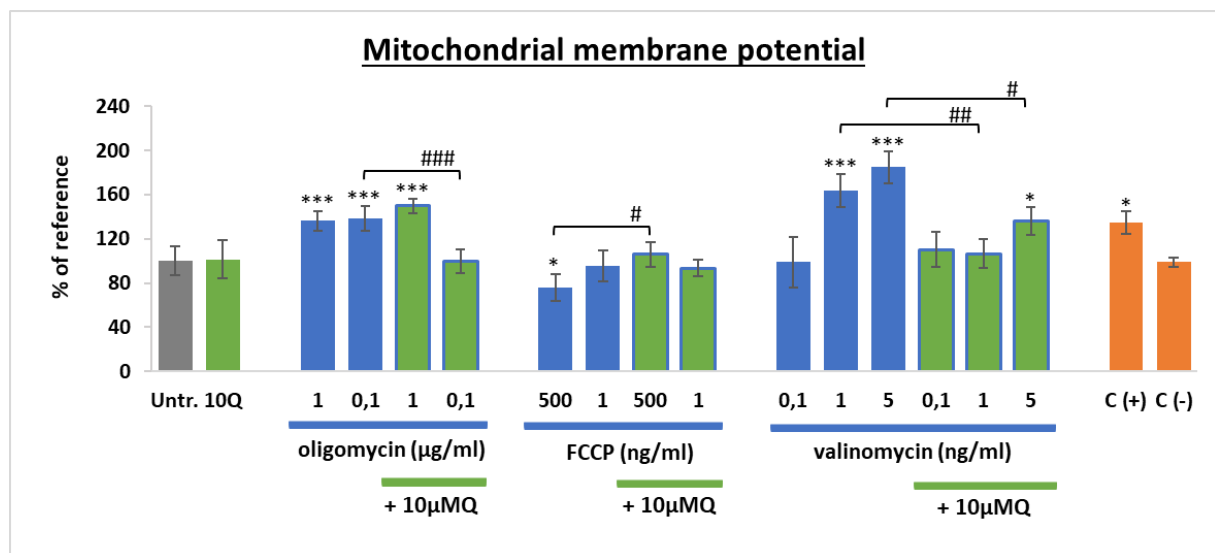 Mitochondrial membrane potential
% of reference
240
200
160
120
80
40
0
###
***
***
***
#
*
##
#
***
***
*
*
Untr. 10Q
1 0,1 1 0,1
500 1 500 1
0,1 1 5 0,1 1 5
C (+) C (-)
oligomycin (µg/ml)
FCCP (ng/ml)
valinomycin (ng/ml)
+ 10µMQ
+ 10µMQ
+ 10µMQ